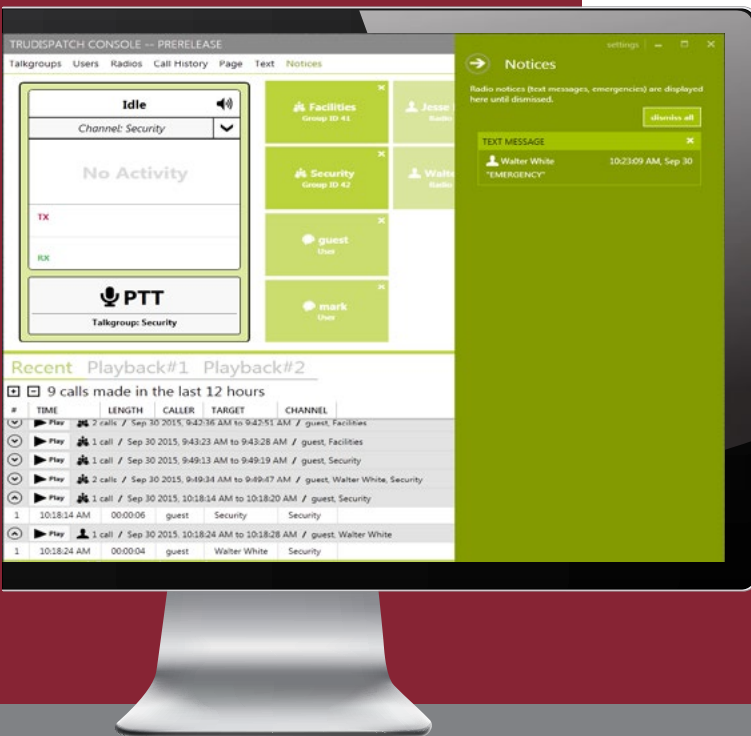 TRUDISPATCH CONSOLE -- PRERELEASE
settings
Talkgroups Users Radios Call History Page Text Notices
Idle
Channel: Security
No Activity
TX
RX
PTT
Talkgroup: Security
Facilities
Group ID 41
Jesse
Radio
Security
Group ID 42
Radio
guest
User
mark
User
Notices
Radio notices (text messages, emergencies) are displayed
here until dismissed.
dismiss all
TEXT MESSAGE
Walter White 10:23:09 AM, Sep 30
"EMERGENCY"
Recent Playback#1 Playback#2
9 calls made in the last 12 hours
# TIME LENGTH CALLER TARGET CHANNEL
Play 2 calls / Sep 30 2015, 9:42:36 AM to 9:42:51 AM / guest, Facilities
Play 1 call / Sep 30 2015, 9:43:23 AM to 9:43:28 AM / guest, Facilities
Play 1 call / Sep 30 2015, 9:49:13 AM to 9:49:19 AM / guest, Security
Play 2 calls / Sep 30 2015, 9:49:34 AM to 9:49:47 AM / guest, Walter White, Security
Play 1 call / Sep 30 2015, 10:18:14 AM to 10:18:20 AM / guest, Security
1 10:18:14 AM 00:00:06 guest Security Security
Play 1 call / Sep 30 2015, 10:18:24 AM to 10:18:28 AM / guest, Walter White
1 10:18:24 AM 00:00:04 guest Walter White Security